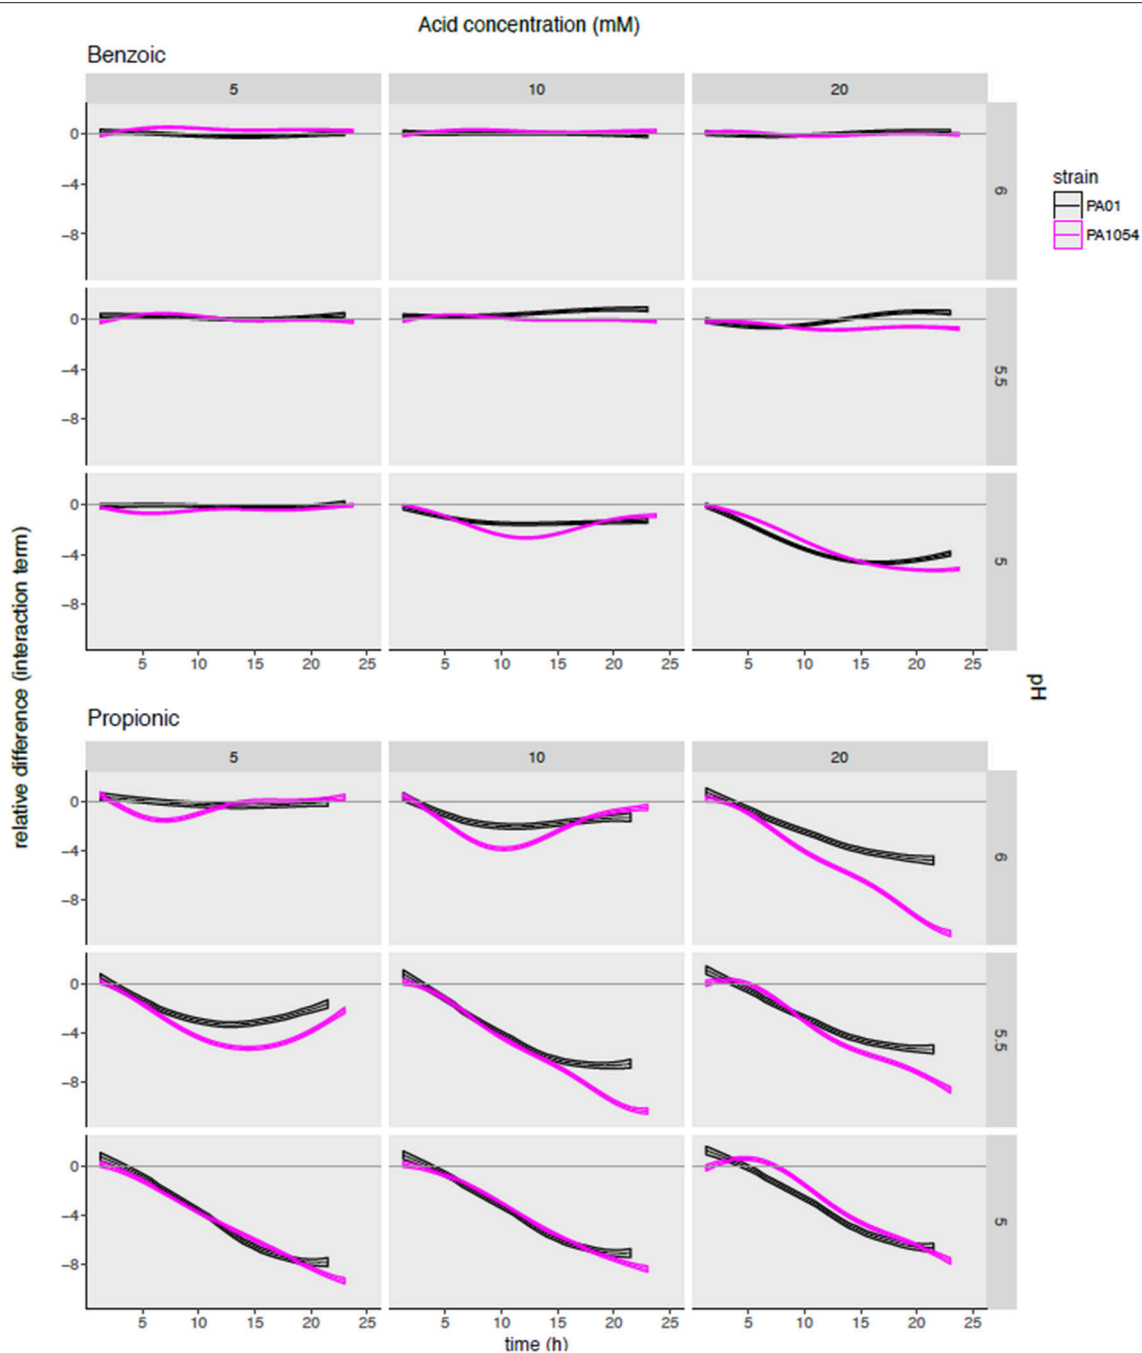 Acid concentration (mM)
Benzoic
5 10 20
0
−4
−8
6
strain
PA01
PA1054
0
−4
−8
5.5
0
−4
−8
5
5 10 15 20 25 5 10 15 20 25 5 10 15 20 25
relative difference (interaction term)
pH
Propionic
5 10 20
0
−4
−8
6
0
−4
−8
5.5
0
−4
−8
5
5 10 15 20 25 5 10 15 20 25 5 10 15 20 25
time (h)